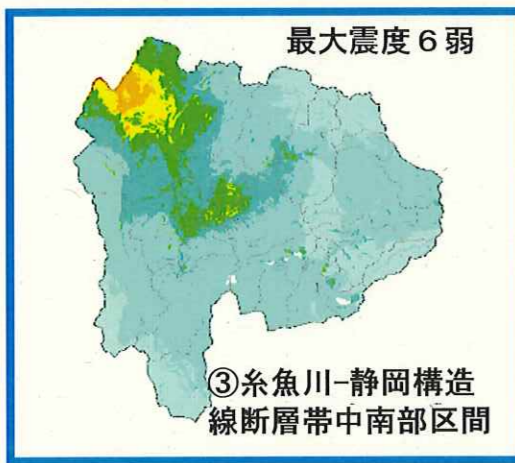 最大震度６弱
③糸魚川-静岡構造
線断層帯中南部区間